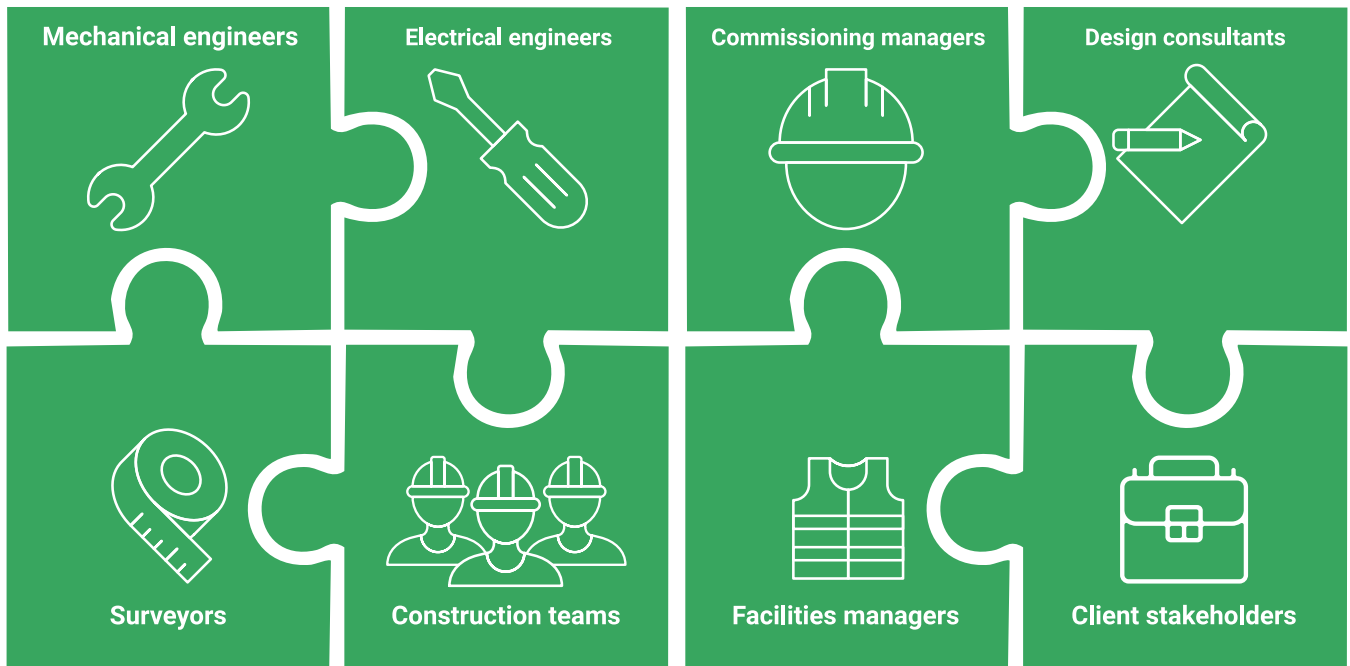 Mechanical engineers
Electrical engineers
Commissioning managers
Design consultants
Surveyors
Construction teams
Facilities managers
Client stakeholders